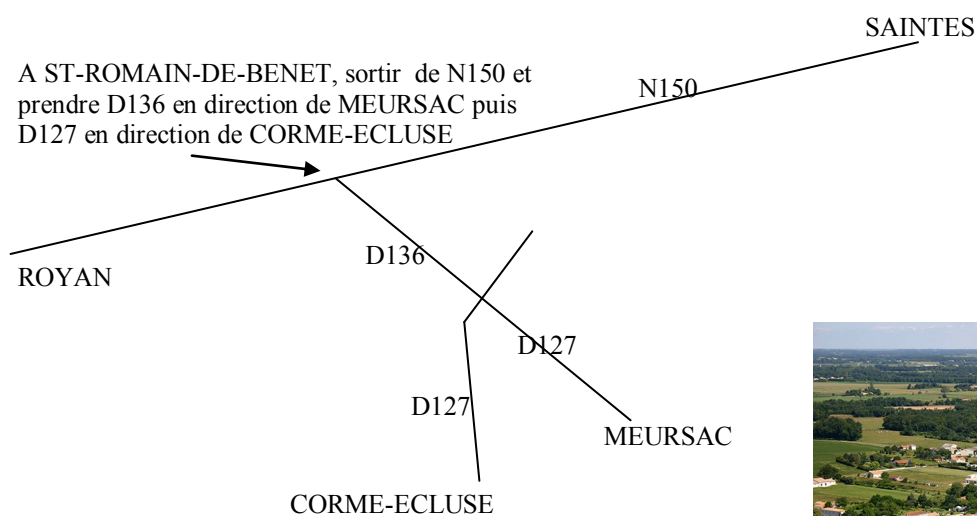 SAINTES
A ST-ROMAIN-DE-BENET, sortir de N150 et
prendre D136 en direction de MEURSAC puis
D127 en direction de CORME-ECLUSE
N150
D136
ROYAN
D127
D127
MEURSAC
CORME-ECLUSE